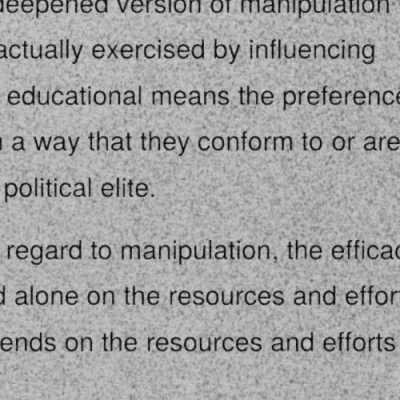 deepened version of manipulation
actually exercised by influencing
educational means the preference
a way that they conform to or are
political elite.
regard to manipulation, the efficac
d alone on the resources and effor
ends on the resources and efforts